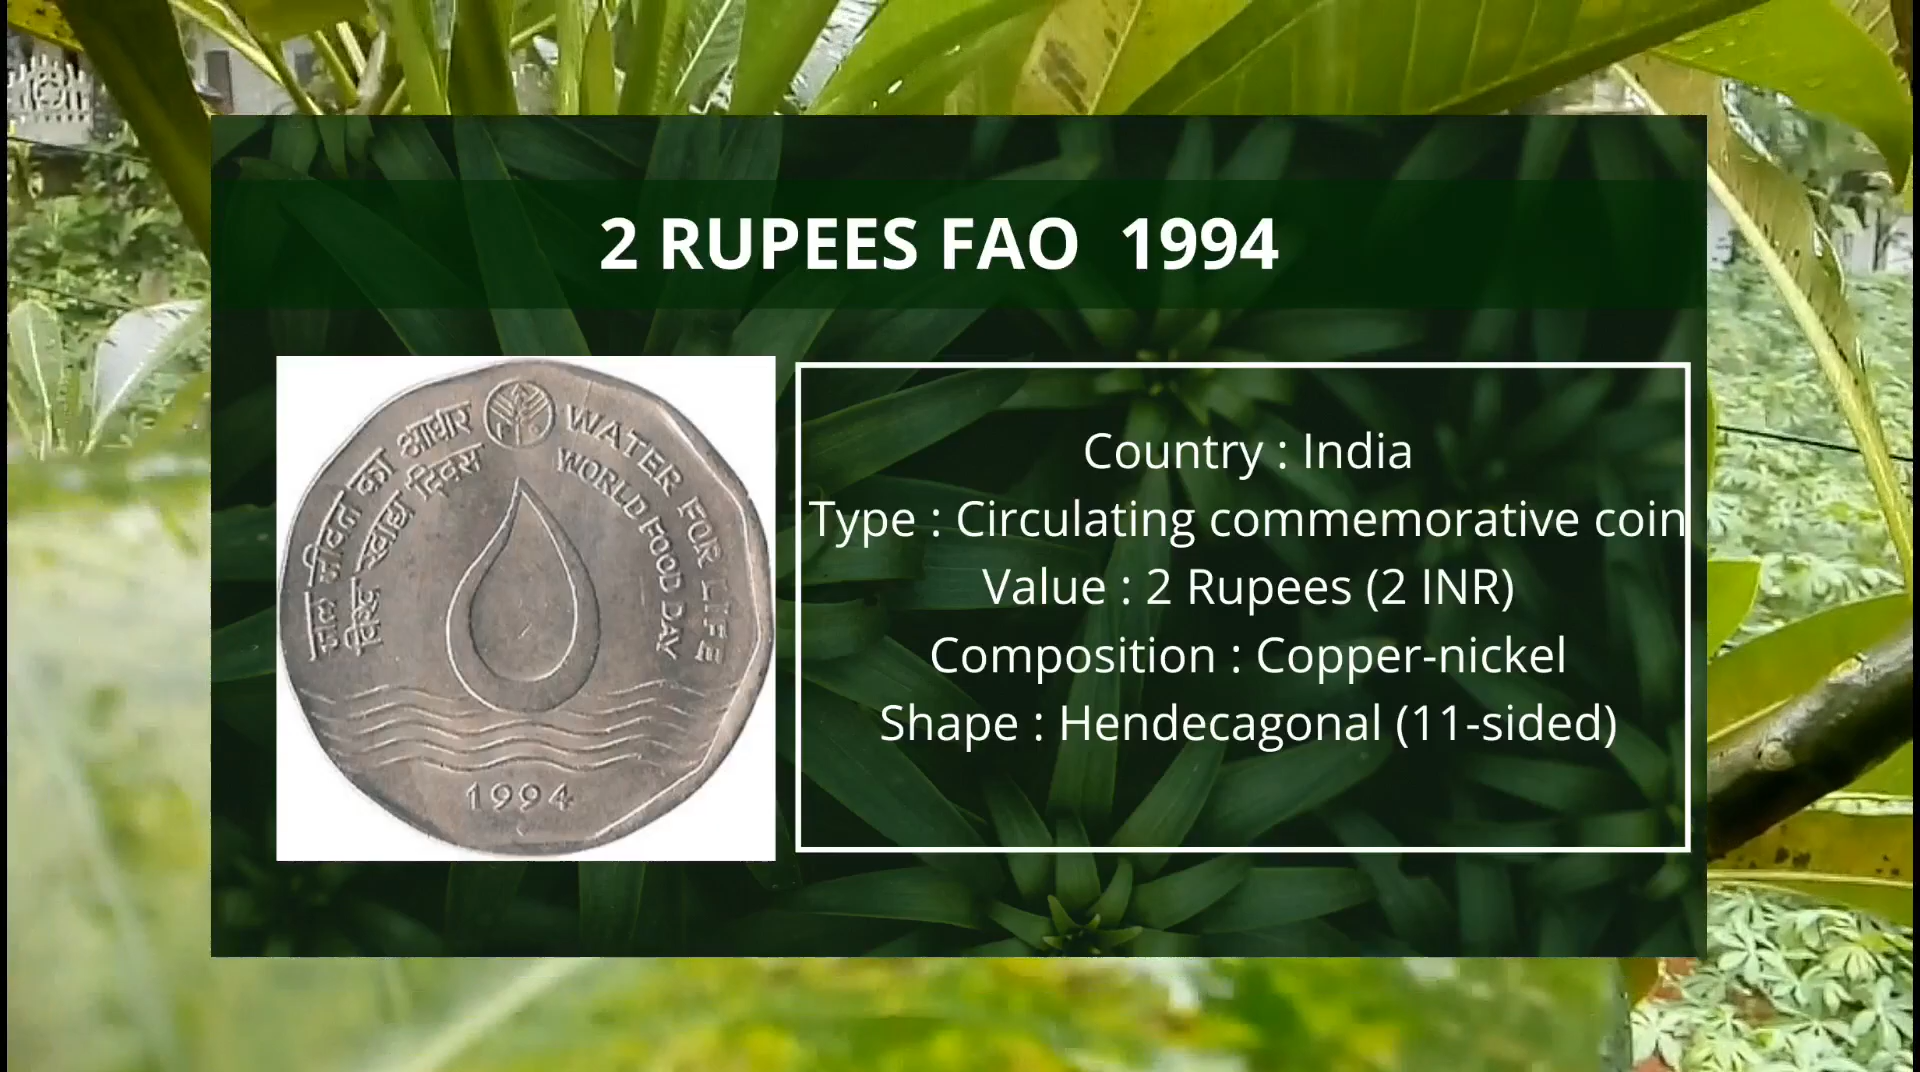 2 RUPEES FAO 1994
जल जीवन का आधार
विश्व खाद्य दिवस
WATER FOR LIFE
WORLD FOOD DAY
1994
Country : India
Type : Circulating commemorative coin
Value : 2 Rupees (2 INR)
Composition : Copper-nickel
Shape : Hendecagonal (11-sided)